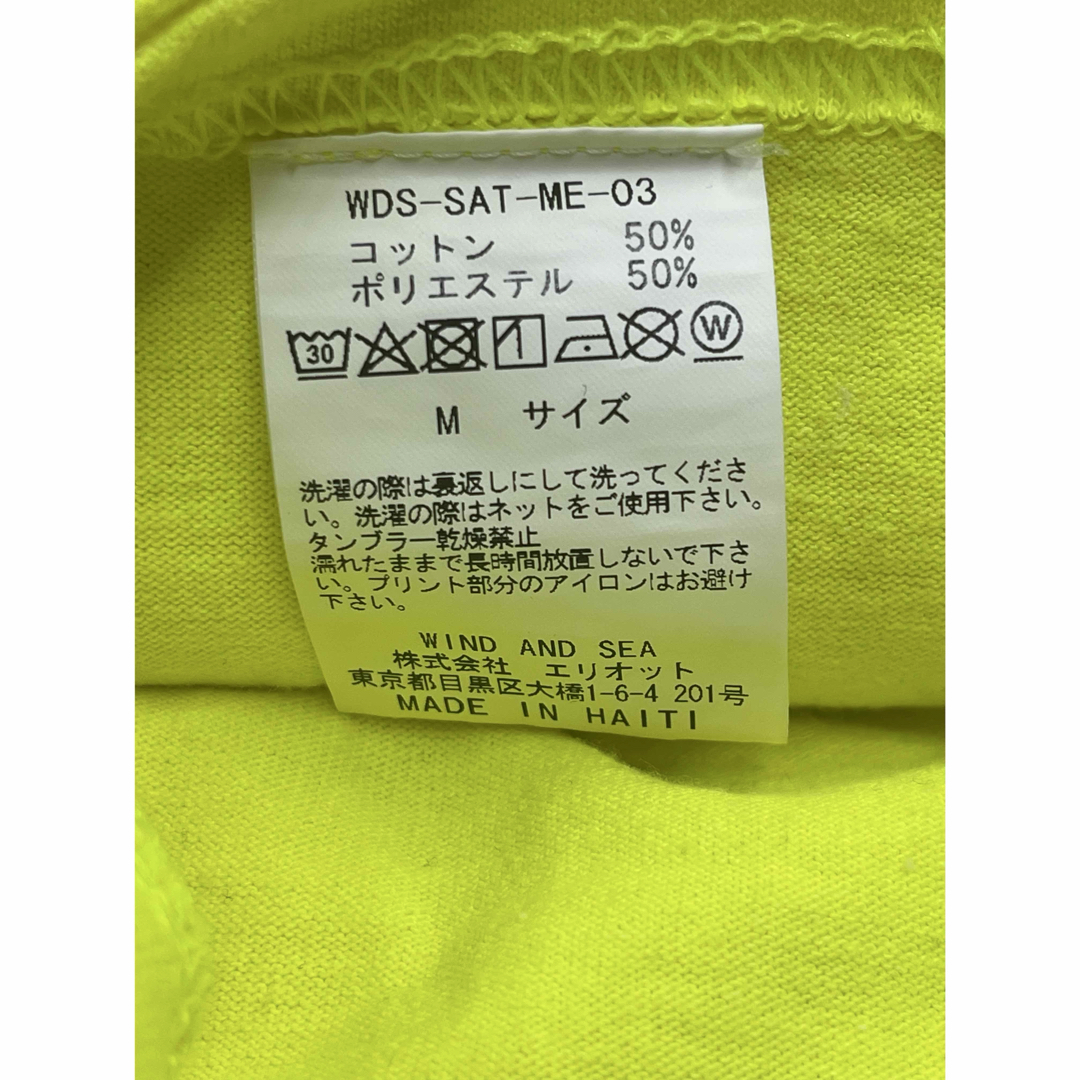 WDS-SAT-ME-03
コットン 50%
ポリエステル 50%
30 W
M サイズ
洗濯の際は裏返しにして洗ってくださ
い。洗濯の際はネットをご使用下さい。
タンブラー乾燥禁止
濡れたままで長時間放置しないで下さ
い。プリント部分のアイロンはお避け
下さい。
WIND AND SEA
株式会社 エリオット
東京都目黒区大橋1-6-4 201号
MADE IN HAITI